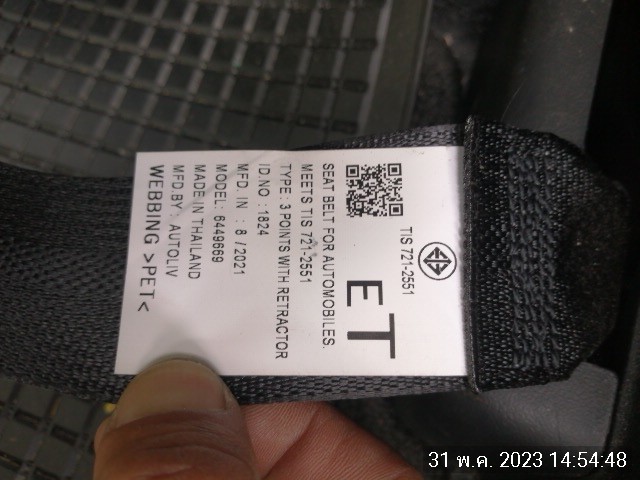 TIS 721-2551
ET
SEAT BELT FOR AUTOMOBILES.
MEETS TIS 721-2551
TYPE : 3 POINTS WITH RETRACTOR
ID.NO : 1824
MFD. IN : 8 / 2021
MODEL: 6449669
MADE IN THAILAND
MFD.BY : AUTOLIV
WEBBING >PET<
31 พ.ค. 2023 14:54:48